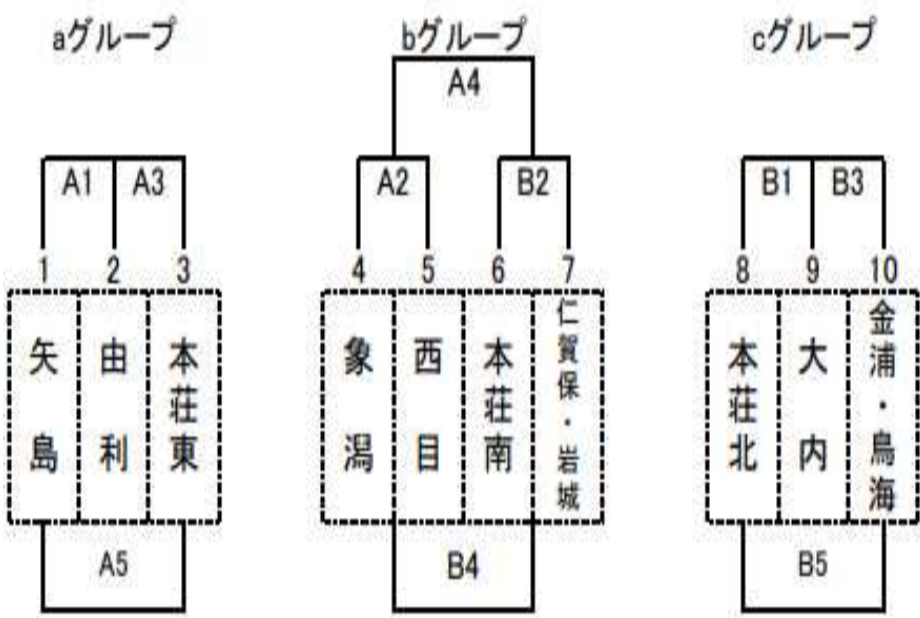 aグループ bグループ cグループ
A4
A1 A3 A2 B2 B1 B3
1 2 3 4 5 6 7 8 9 10
矢島
由利
本荘東
象潟
西目
本荘南
仁賀保・岩城
本荘北
大内
金浦・鳥海
A5 B4 B5